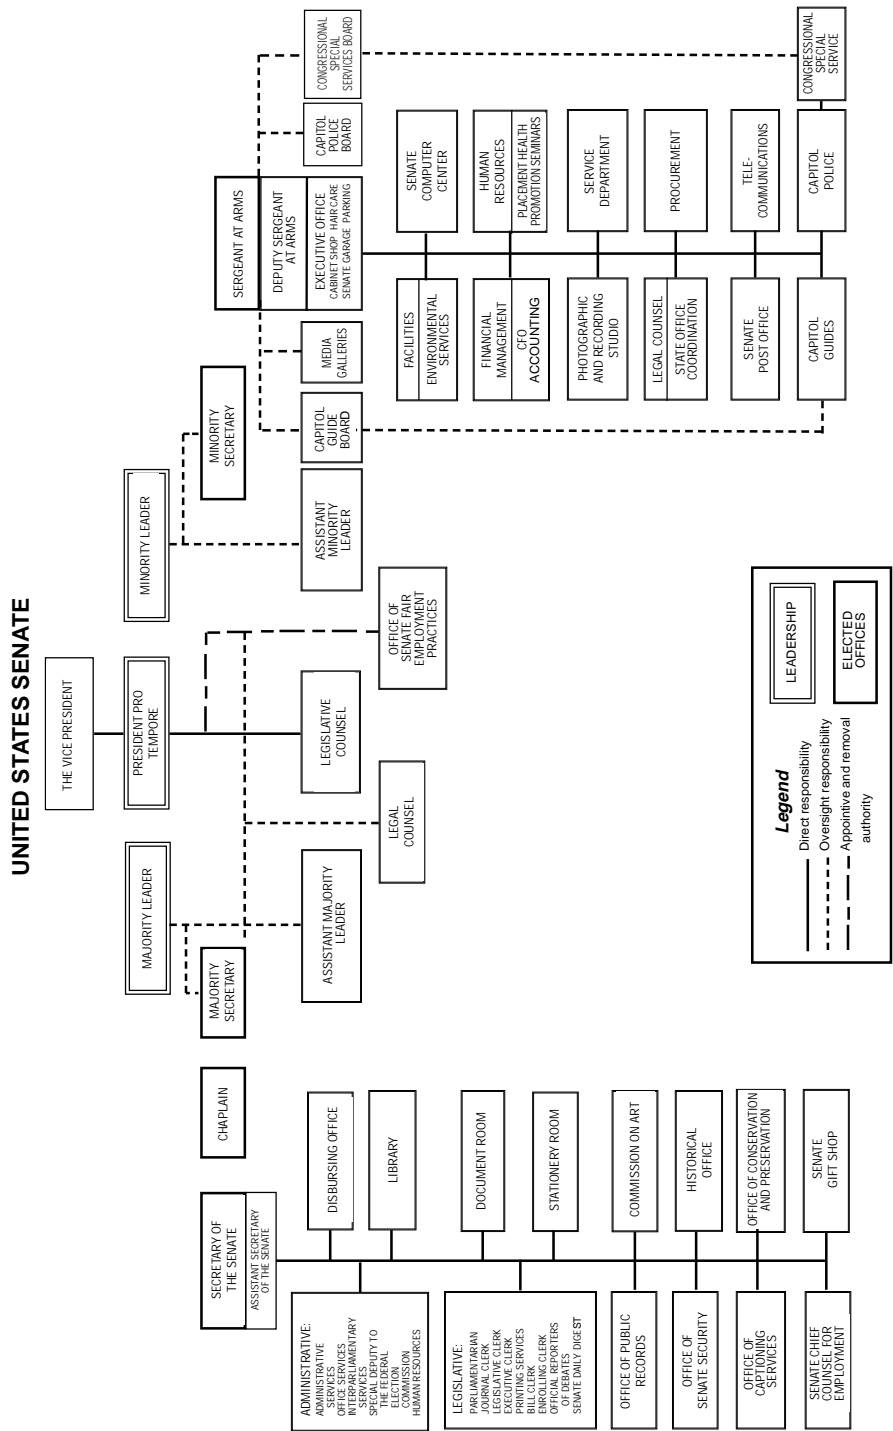 UNITED STATES SENATE
THE VICE PRESIDENT
MAJORITY LEADER
PRESIDENT PRO
TEMPORE
MINORITY LEADER
SECRETARY OF
THE SENATE
ASSISTANT SECRETARY
OF THE SENATE
CHAPLAIN
MAJORITY
SECRETARY
MINORITY
SECRETARY
SERGEANT AT ARMS
DEPUTY SERGEANT
AT ARMS
EXECUTIVE OFFICE
CABINET SHOP HAIR CARE
SENATE GARAGE PARKING
ASSISTANT MAJORITY
LEADER
LEGISLATIVE
COUNSEL
ASSISTANT
MINORITY
LEADER
CAPITOL
GUIDE
BOARD
MEDIA
GALLERIES
CAPITOL
POLICE
BOARD
CONGRESSIONAL
SPECIAL
SERVICES BOARD
LEGAL
COUNSEL
OFFICE OF
SENATE FAIR
EMPLOYMENT
PRACTICES
ADMINISTRATIVE:
ADMINISTRATIVE
SERVICES
OFFICE SERVICES
INTERPARLIAMENTARY
SERVICES
SPECIAL DEPUTY TO
THE FEDERAL
ELECTION
COMMISSION
HUMAN RESOURCES
DISBURSING OFFICE
LIBRARY
LEGISLATIVE:
PARLIAMENTARIAN
JOURNAL CLERK
LEGISLATIVE CLERK
EXECUTIVE CLERK
PRINTING SERVICES
BILL CLERK
ENROLLING CLERK
OFFICIAL REPORTERS
OF DEBATES
SENATE DAILY DIGEST
DOCUMENT ROOM
STATIONERY ROOM
OFFICE OF PUBLIC
RECORDS
COMMISSION ON ART
OFFICE OF
SENATE SECURITY
HISTORICAL
OFFICE
OFFICE OF
CAPTIONING
SERVICES
OFFICE OF CONSERVATION
AND PRESERVATION
SENATE CHIEF
COUNSEL FOR
EMPLOYMENT
SENATE
GIFT SHOP
FACILITIES
ENVIRONMENTAL
SERVICES
SENATE
COMPUTER
CENTER
FINANCIAL
MANAGEMENT
CFO
ACCOUNTING
HUMAN
RESOURCES
PLACEMENT HEALTH
PROMOTION SEMINARS
PHOTOGRAPHIC
AND RECORDING
STUDIO
SERVICE
DEPARTMENT
LEGAL COUNSEL
STATE OFFICE
COORDINATION
PROCUREMENT
SENATE
POST OFFICE
TELE-
COMMUNICATIONS
CAPITOL
GUIDES
CAPITOL
POLICE
CONGRESSIONAL
SPECIAL
SERVICE
Legend
Direct responsibility
Oversight responsibility
Appointive and removal
authority
LEADERSHIP
ELECTED
OFFICES